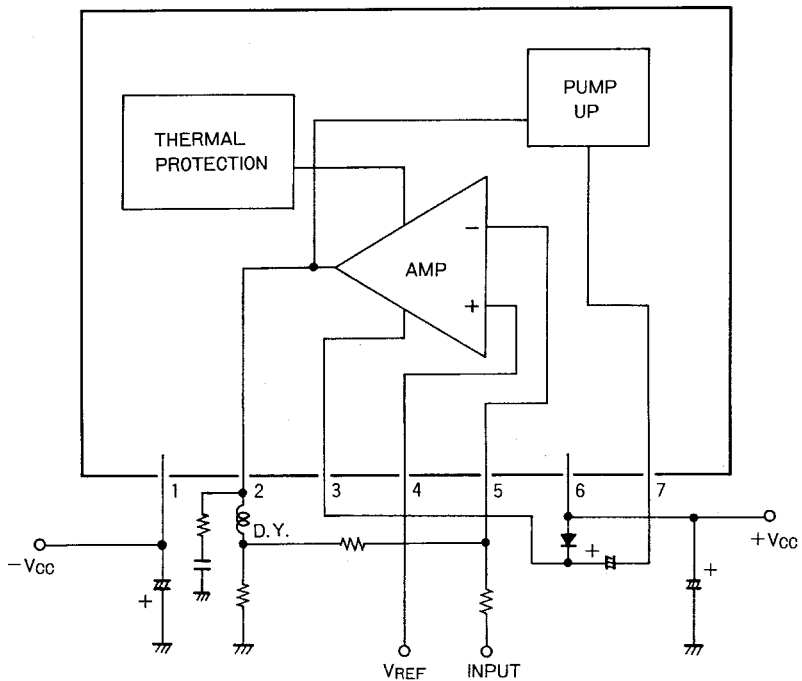 PUMP
UP
THERMAL
PROTECTION
−
AMP
+
1
2
3
4
5
6
7
D.Y.
−VCC
+
+
+VCC
+
VREF
INPUT